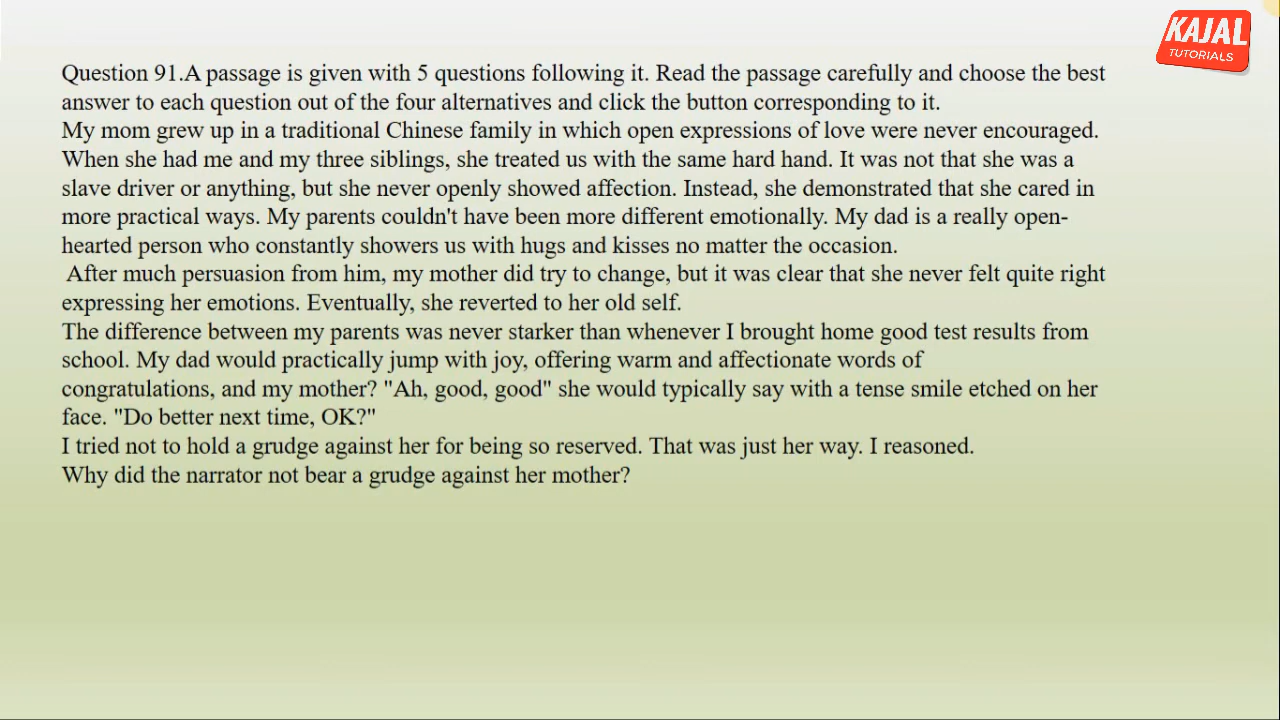 KAJAL
TUTORIALS
Question 91.A passage is given with 5 questions following it. Read the passage carefully and choose the best
answer to each question out of the four alternatives and click the button corresponding to it.
My mom grew up in a traditional Chinese family in which open expressions of love were never encouraged.
When she had me and my three siblings, she treated us with the same hard hand. It was not that she was a
slave driver or anything, but she never openly showed affection. Instead, she demonstrated that she cared in
more practical ways. My parents couldn't have been more different emotionally. My dad is a really open-
hearted person who constantly showers us with hugs and kisses no matter the occasion.
After much persuasion from him, my mother did try to change, but it was clear that she never felt quite right
expressing her emotions. Eventually, she reverted to her old self.
The difference between my parents was never starker than whenever I brought home good test results from
school. My dad would practically jump with joy, offering warm and affectionate words of
congratulations, and my mother? "Ah, good, good" she would typically say with a tense smile etched on her
face. "Do better next time, OK?"
I tried not to hold a grudge against her for being so reserved. That was just her way. I reasoned.
Why did the narrator not bear a grudge against her mother?